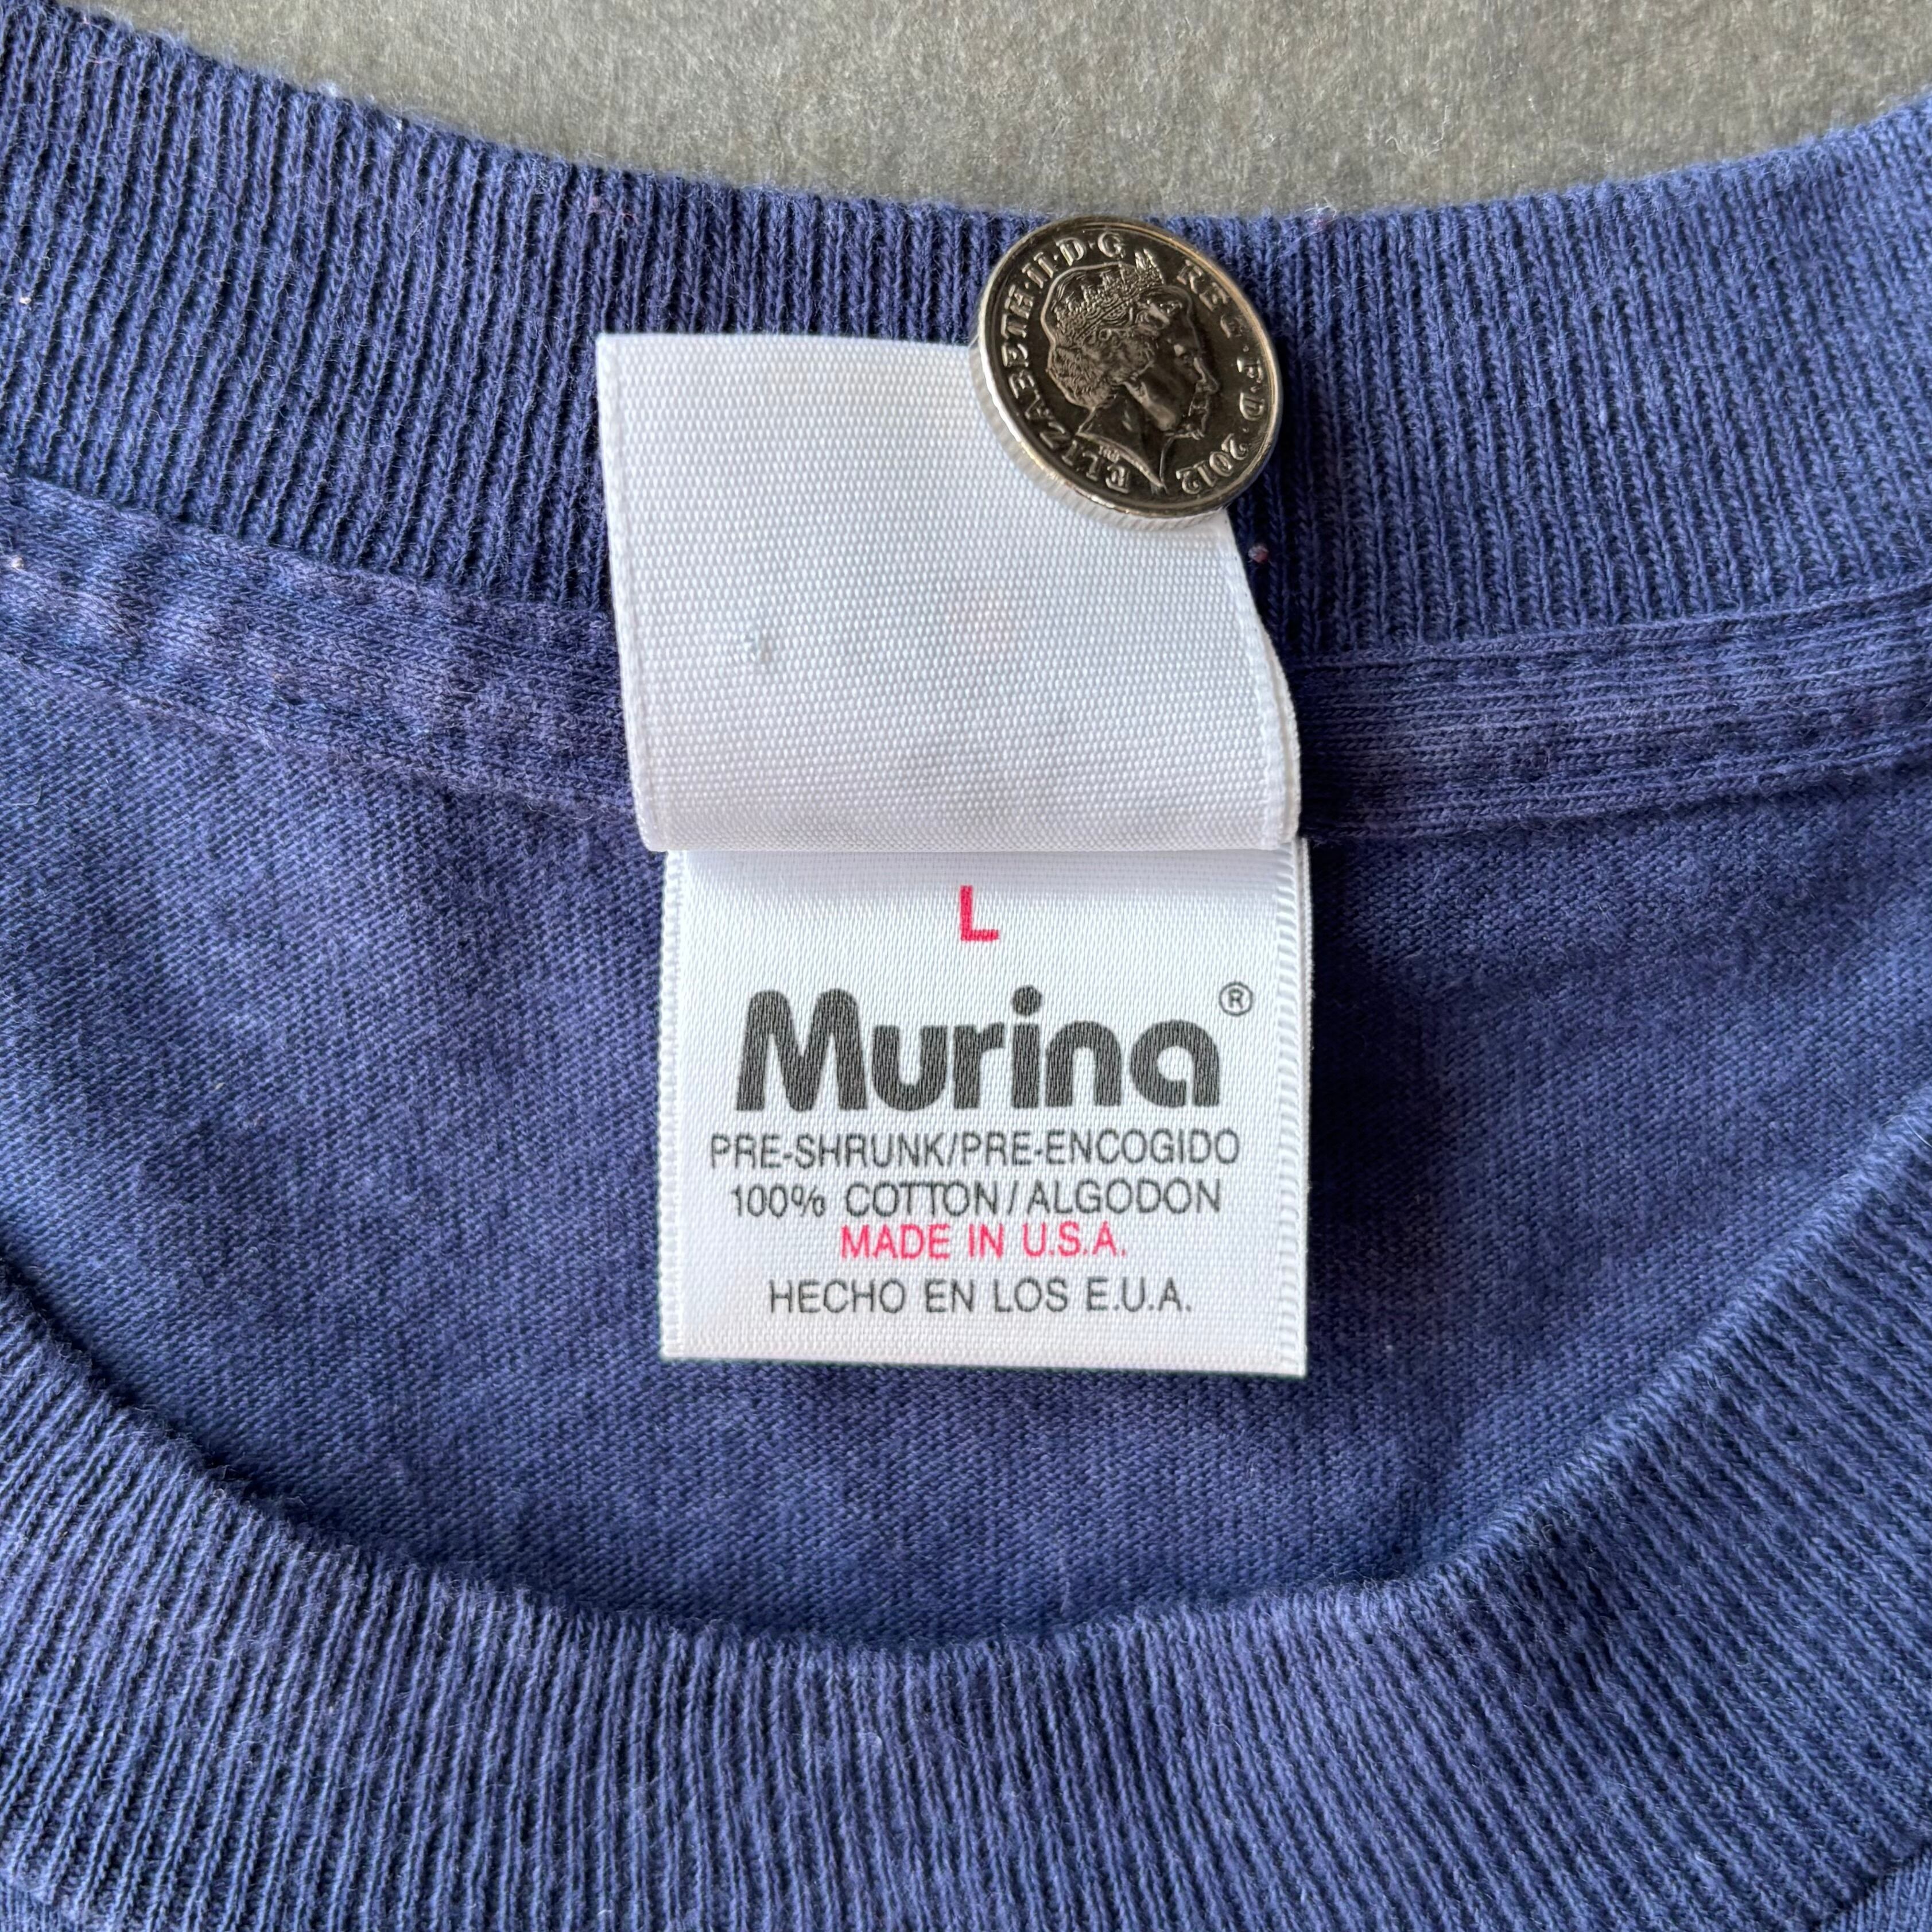 ELIZABETH·II·D·G REG·F·D·2012
L
Murina®
PRE-SHRUNK/PRE-ENCOGIDO
100% COTTON/ALGODON
MADE IN U.S.A.
HECHO EN LOS E.U.A.